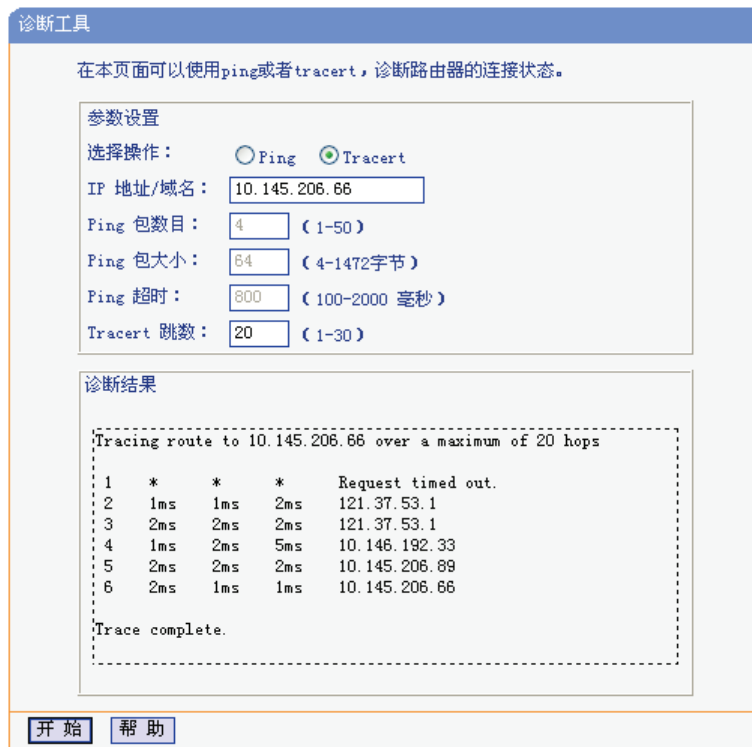 诊断工具
在本页面可以使用ping或者tracert，诊断路由器的连接状态。
参数设置
选择操作： Ping Tracert
IP 地址/域名： 10.145.206.66
Ping 包数目： 4 （1-50）
Ping 包大小： 64 （4-1472字节）
Ping 超时： 800 （100-2000 毫秒）
Tracert 跳数： 20 （1-30）
诊断结果
Tracing route to 10.145.206.66 over a maximum of 20 hops
1 * * * Request timed out.
2 1ms 1ms 2ms 121.37.53.1
3 2ms 2ms 2ms 121.37.53.1
4 1ms 2ms 5ms 10.146.192.33
5 2ms 2ms 2ms 10.145.206.89
6 2ms 1ms 1ms 10.145.206.66
Trace complete.
开 始 帮 助